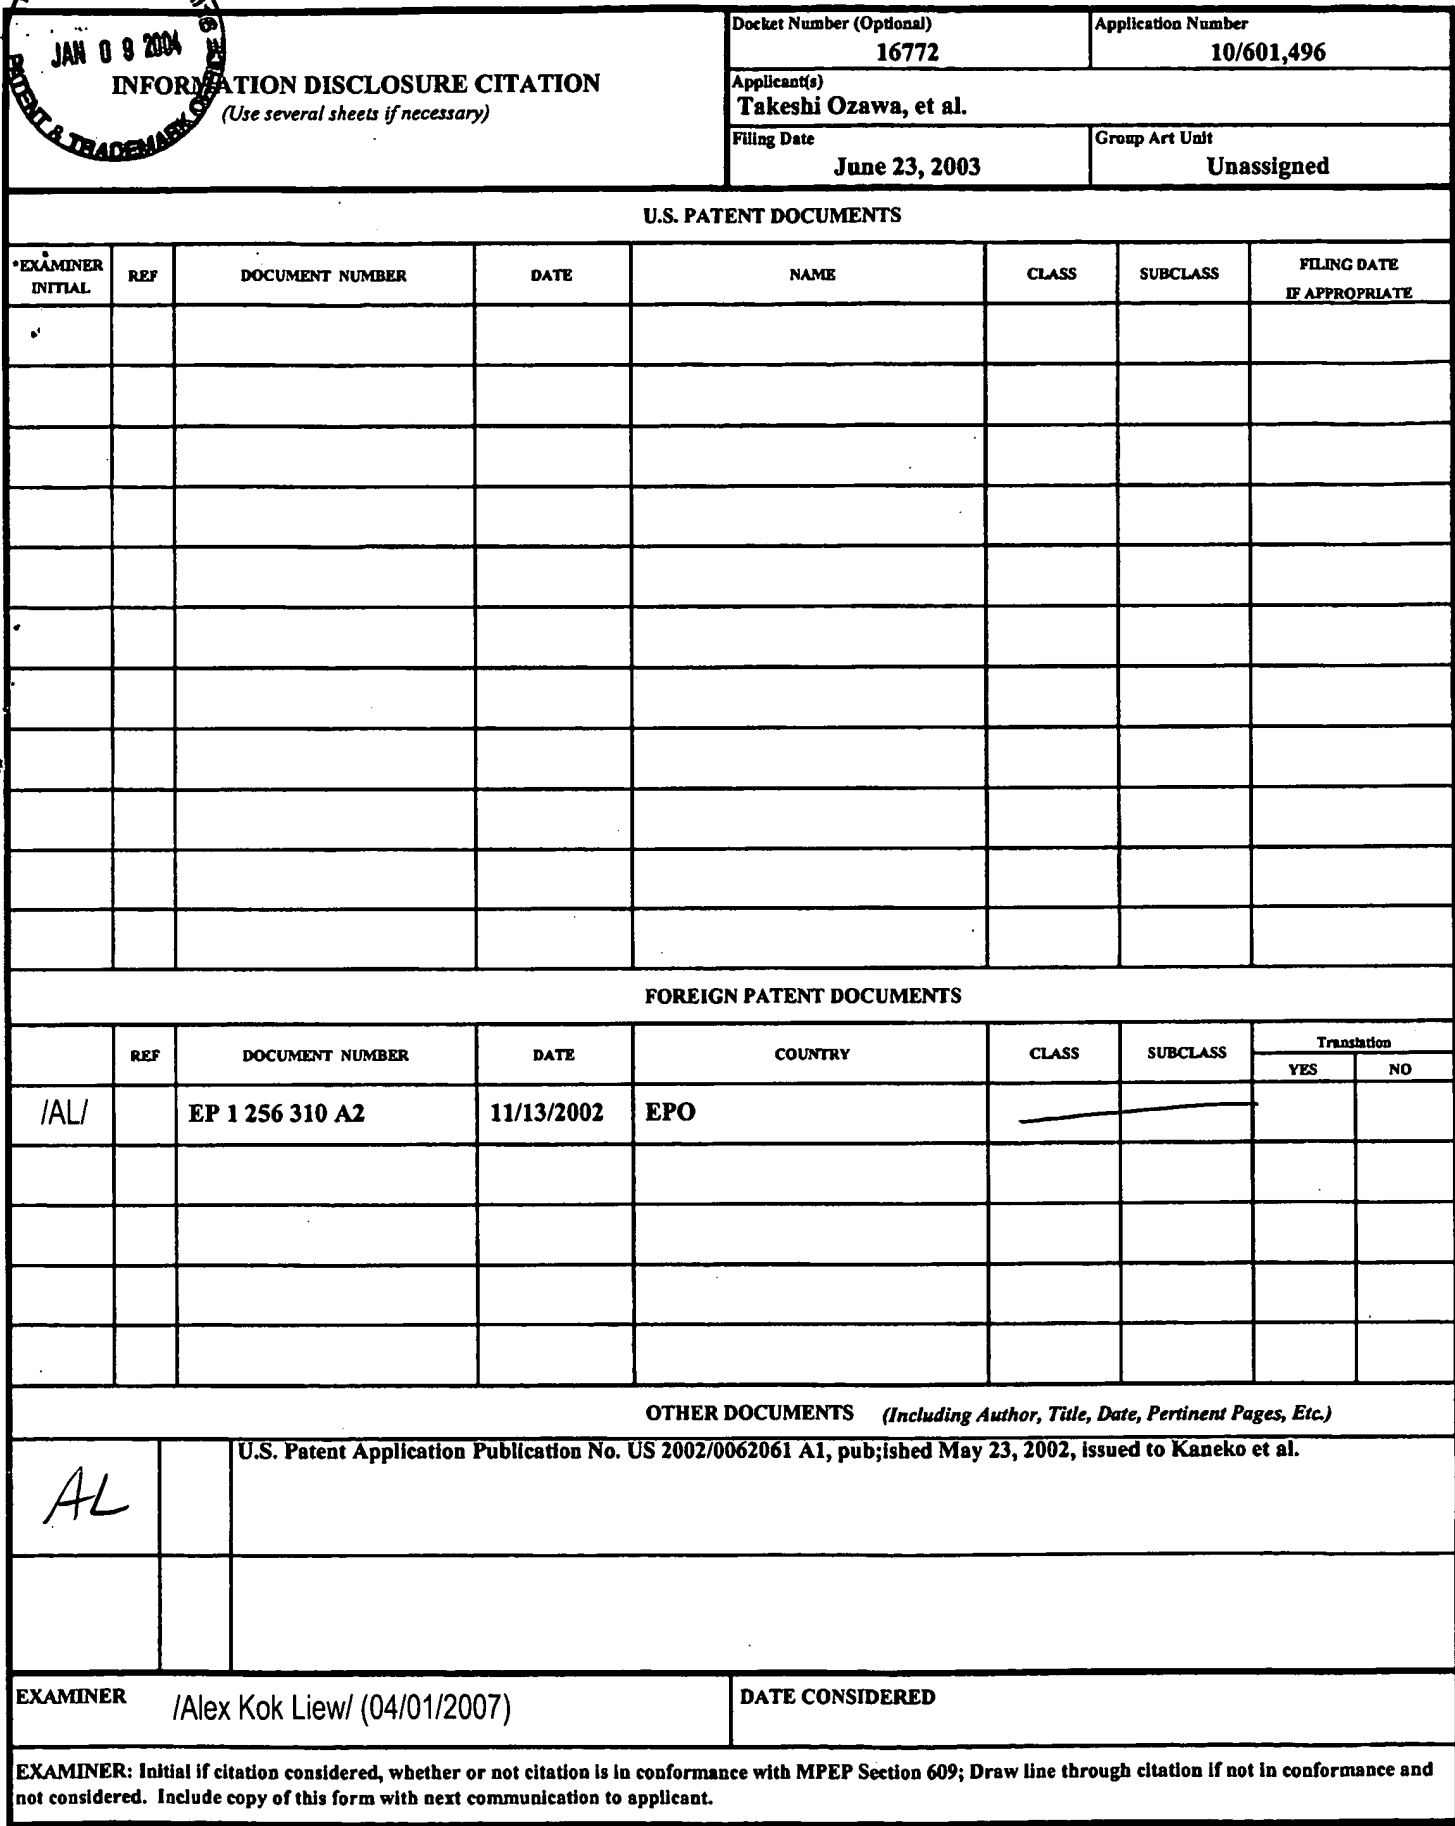 JAN 0 9 2004
PATENT & TRADEMARK OFFICE
INFORMATION DISCLOSURE CITATION
(Use several sheets if necessary)
Docket Number (Optional)
16772
Application Number
10/601,496
Applicant(s)
Takeshi Ozawa, et al.
Filing Date
June 23, 2003
Group Art Unit
Unassigned
U.S. PATENT DOCUMENTS
*EXAMINER INITIAL REF DOCUMENT NUMBER DATE NAME CLASS SUBCLASS FILING DATE IF APPROPRIATE
FOREIGN PATENT DOCUMENTS
REF DOCUMENT NUMBER DATE COUNTRY CLASS SUBCLASS Translation
YES NO
/AL/ EP 1 256 310 A2 11/13/2002 EPO
OTHER DOCUMENTS (Including Author, Title, Date, Pertinent Pages, Etc.)
U.S. Patent Application Publication No. US 2002/0062061 A1, pub;ished May 23, 2002, issued to Kaneko et al.
AL
EXAMINER /Alex Kok Liew/ (04/01/2007)
DATE CONSIDERED
EXAMINER: Initial if citation considered, whether or not citation is in conformance with MPEP Section 609; Draw line through citation if not in conformance and
not considered. Include copy of this form with next communication to applicant.